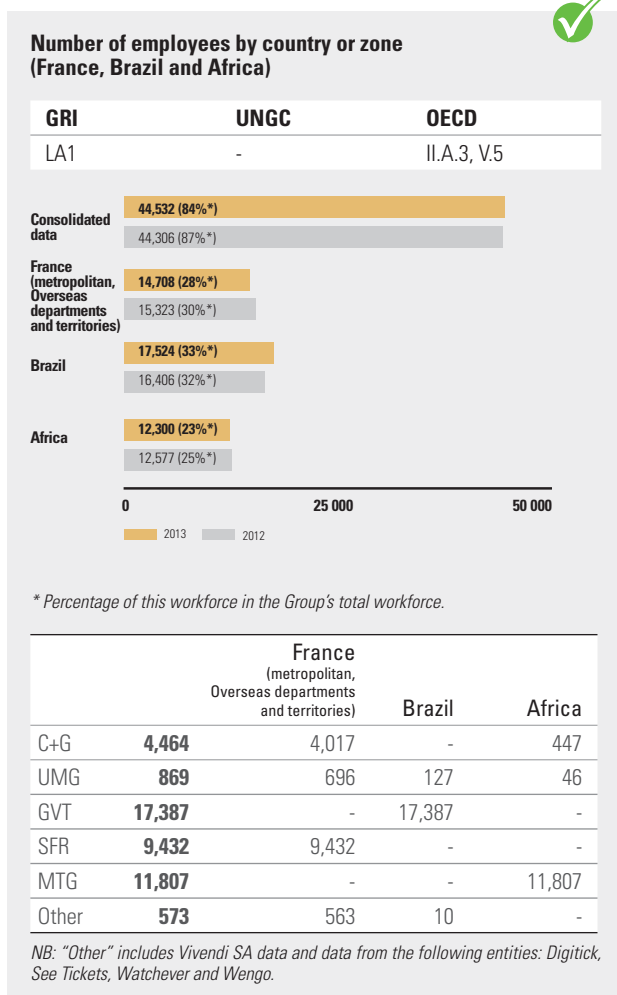 Number of employees by country or zone
(France, Brazil and Africa)
GRI UNGC OECD
LA1 - II.A.3, V.5
Consolidated
data
44,532 (84%*)
44,306 (87%*)
France
(metropolitan,
Overseas
departments
and territories)
14,708 (28%*)
15,323 (30%*)
Brazil
17,524 (33%*)
16,406 (32%*)
Africa
12,300 (23%*)
12,577 (25%*)
0 25 000 50 000
2013 2012
* Percentage of this workforce in the Group's total workforce.
France
(metropolitan,
Overseas departments
and territories) Brazil Africa
C+G 4,464 4,017 - 447
UMG 869 696 127 46
GVT 17,387 - 17,387 -
SFR 9,432 9,432 - -
MTG 11,807 - - 11,807
Other 573 563 10 -
NB: “Other” includes Vivendi SA data and data from the following entities: Digitick,
See Tickets, Watchever and Wengo.